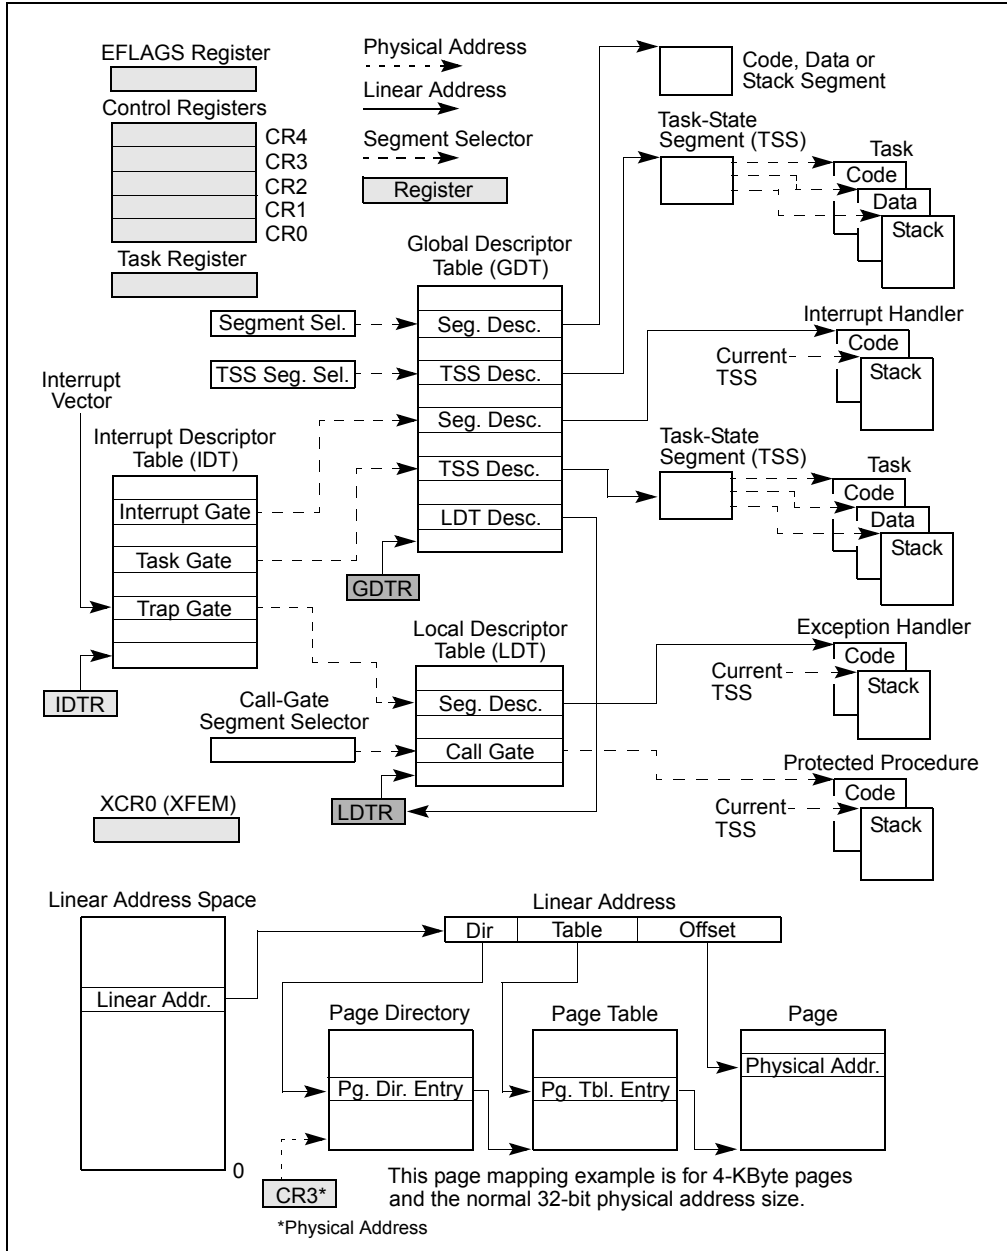 EFLAGS Register
Physical Address
Code, Data or
Stack Segment
Linear Address
Control Registers
CR4
CR3
CR2
CR1
CR0
Segment Selector
Register
Task-State
Segment (TSS)
Task
Code
Data
Stack
Task Register
Global Descriptor
Table (GDT)
Segment Sel.
Seg. Desc.
TSS Seg. Sel.
TSS Desc.
Seg. Desc.
TSS Desc.
LDT Desc.
GDTR
Interrupt Handler
Code
Current
TSS
Stack
Interrupt
Vector
Interrupt Descriptor
Table (IDT)
Interrupt Gate
Task Gate
Trap Gate
IDTR
Task-State
Segment (TSS)
Task
Code
Data
Stack
Local Descriptor
Table (LDT)
Seg. Desc.
Call Gate
LDTR
Call-Gate
Segment Selector
Exception Handler
Code
Current
TSS
Stack
Protected Procedure
Code
Current
TSS
Stack
XCR0 (XFEM)
Linear Address Space
Linear Addr.
0
Linear Address
Dir
Table
Offset
Page Directory
Pg. Dir. Entry
Page Table
Pg. Tbl. Entry
Page
Physical Addr.
CR3*
*Physical Address
This page mapping example is for 4-KByte pages
and the normal 32-bit physical address size.